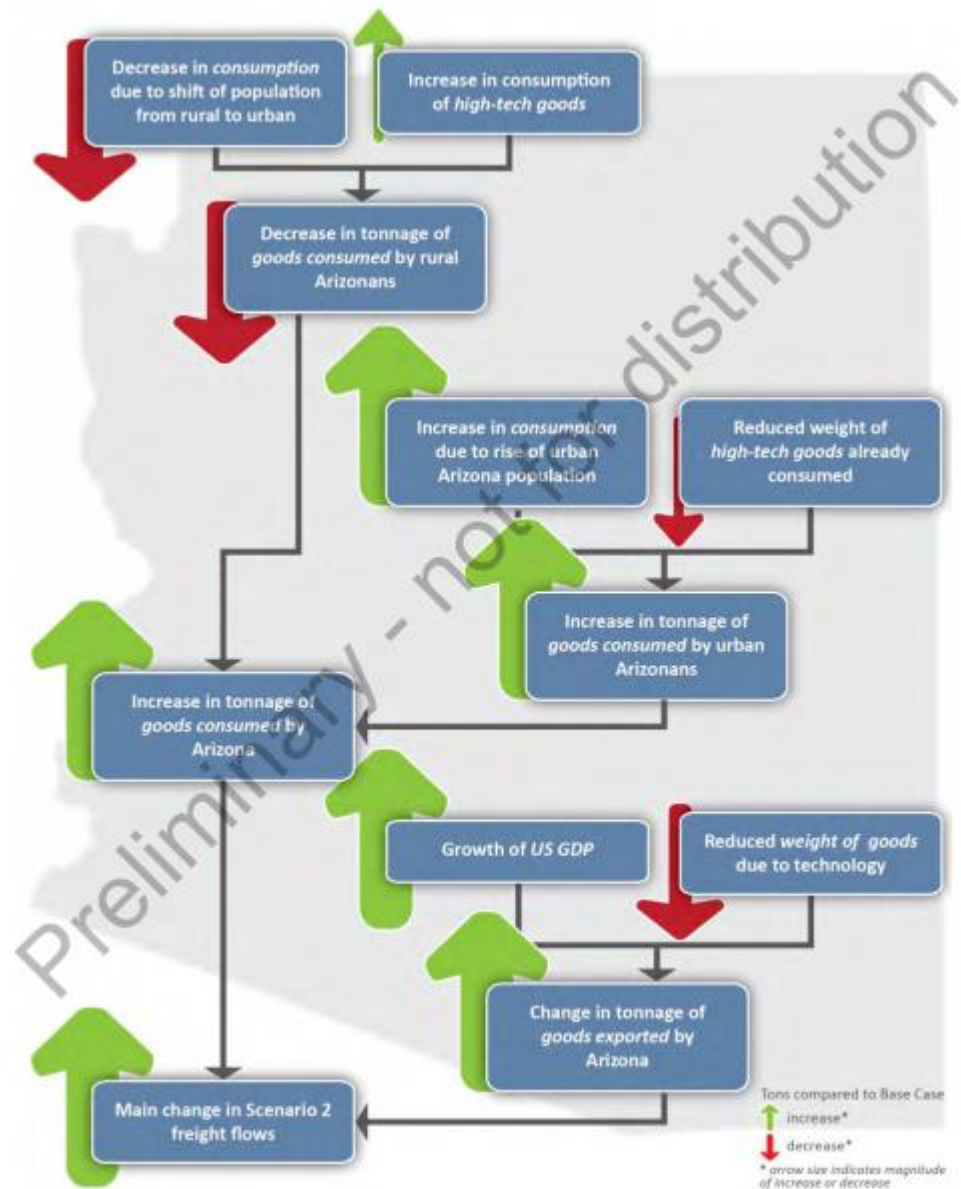 Decrease in consumption
due to shift of population
from rural to urban
Increase in consumption
of high-tech goods
Decrease in tonnage of
goods consumed by rural
Arizonans
Increase in consumption
due to rise of urban
Arizona population
Reduced weight of
high-tech goods already
consumed
Increase in tonnage of
goods consumed by urban
Arizonans
Increase in tonnage of
goods consumed by
Arizona
Growth of US GDP
Reduced weight of goods
due to technology
Change in tonnage of
goods exported by
Arizona
Main change in Scenario 2
freight flows
Tons compared to Base Case
increase*
decrease*
* arrow size indicates magnitude
of increase or decrease
Preliminary - not for distribution